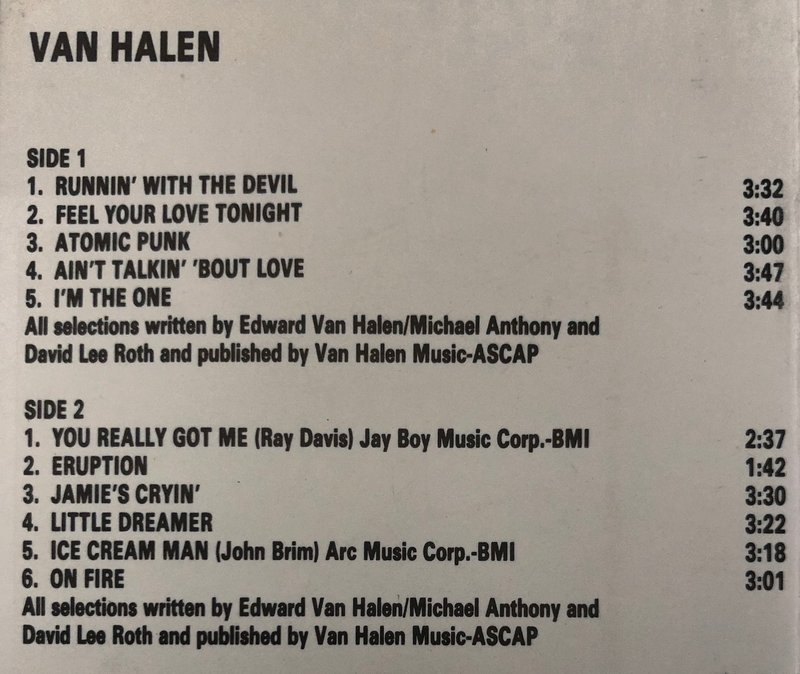 VAN HALEN
SIDE 1
1. RUNNIN' WITH THE DEVIL 3:32
2. FEEL YOUR LOVE TONIGHT 3:40
3. ATOMIC PUNK 3:00
4. AIN'T TALKIN' 'BOUT LOVE 3:47
5. I'M THE ONE 3:44
All selections written by Edward Van Halen/Michael Anthony and
David Lee Roth and published by Van Halen Music-ASCAP
SIDE 2
1. YOU REALLY GOT ME (Ray Davis) Jay Boy Music Corp.-BMI 2:37
2. ERUPTION 1:42
3. JAMIE'S CRYIN' 3:30
4. LITTLE DREAMER 3:22
5. ICE CREAM MAN (John Brim) Arc Music Corp.-BMI 3:18
6. ON FIRE 3:01
All selections written by Edward Van Halen/Michael Anthony and
David Lee Roth and published by Van Halen Music-ASCAP